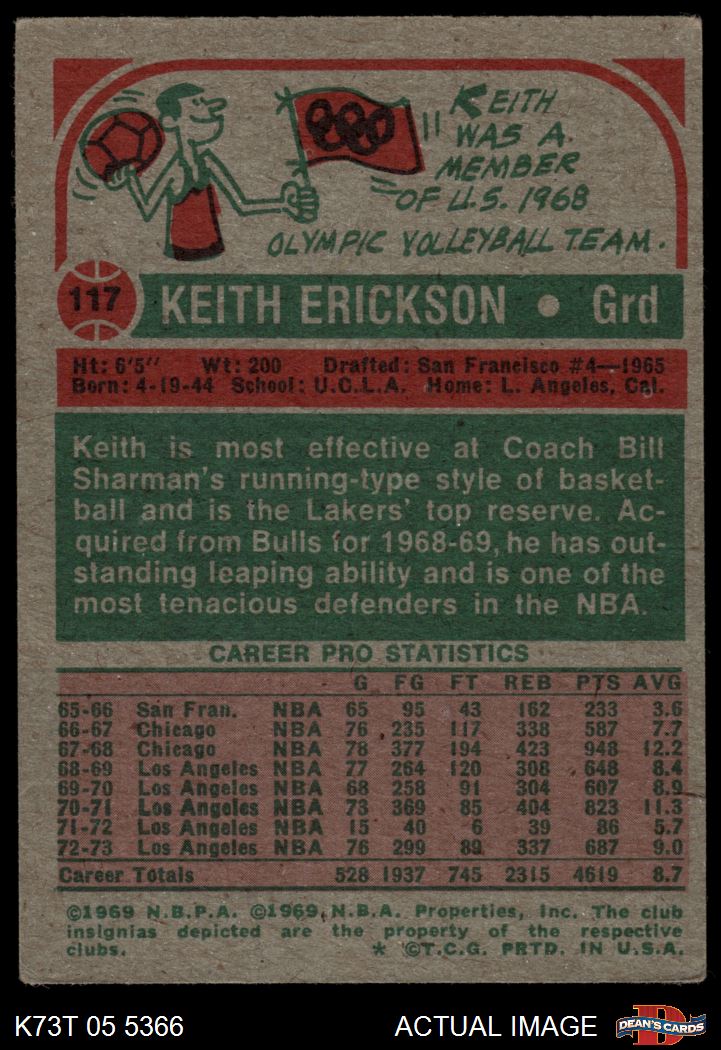 "KEITH
WAS A
MEMBER
OF U.S. 1968
OLYMPIC VOLLEYBALL TEAM.
117 KEITH ERICKSON • Grd
Ht: 6'5" Wt: 200 Drafted: San Francisco #4—1965
Born: 4-19-44 School: U.C.L.A. Home: L. Angeles, Cal.
Keith is most effective at Coach Bill
Sharman's running-type style of basket-
ball and is the Lakers' top reserve. Ac-
quired from Bulls for 1968-69, he has out-
standing leaping ability and is one of the
most tenacious defenders in the NBA.
CAREER PRO STATISTICS
G FG FT REB PTS AVG
65-66 San Fran. NBA 65 95 43 162 233 3.6
66-67 Chicago NBA 76 235 117 338 587 7.7
67-68 Chicago NBA 78 377 194 423 948 12.2
68-69 Los Angeles NBA 77 264 120 308 648 8.4
69-70 Los Angeles NBA 68 258 91 304 607 8.9
70-71 Los Angeles NBA 73 369 85 404 823 11.3
71-72 Los Angeles NBA 15 40 6 39 86 5.7
72-73 Los Angeles NBA 76 299 89 337 687 9.0
Career Totals 528 1937 745 2315 4619 8.7
©1969 N.B.P.A. ©1969 N.B.A. Properties, Inc. The club
insignias depicted are the property of the respective
clubs. * ©T.C.G. PRTD. IN U.S.A.
K73T 05 5366 ACTUAL IMAGE D DEAN'S CARDS